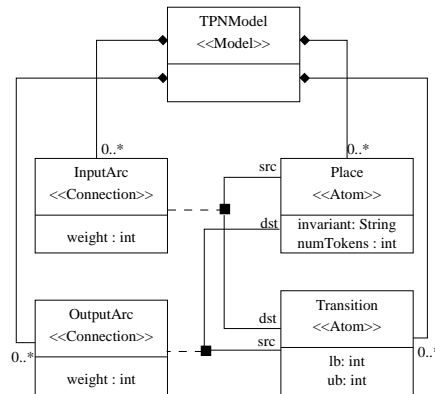 TPNModel
<<Model>>
0..*
0..*
InputArc
<<Connection>>
weight : int
src
Place
<<Atom>>
dst
invariant: String
numTokens : int
OutputArc
<<Connection>>
weight : int
0..*
dst
src
Transition
<<Atom>>
lb: int
ub: int
0..*